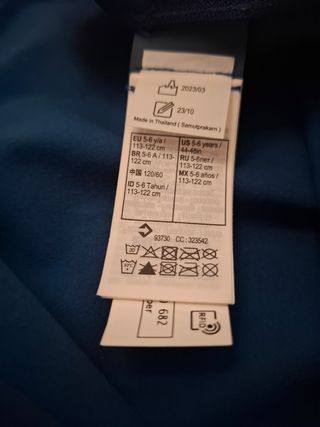 2023/03
23/10
Made in Thailand ( Samutprakarn )
EU 5-6 y/a /
113-122 cm
BR 5-6 A / 113-
122 cm
中国 120/60
ID 5-6 Tahun /
113-122 cm
US 5-6 years /
44-48in
RU 5-6лет /
113-122 cm
MX 5-6 años /
113-122 cm
93730 CC : 323542
30
682
per
RFID